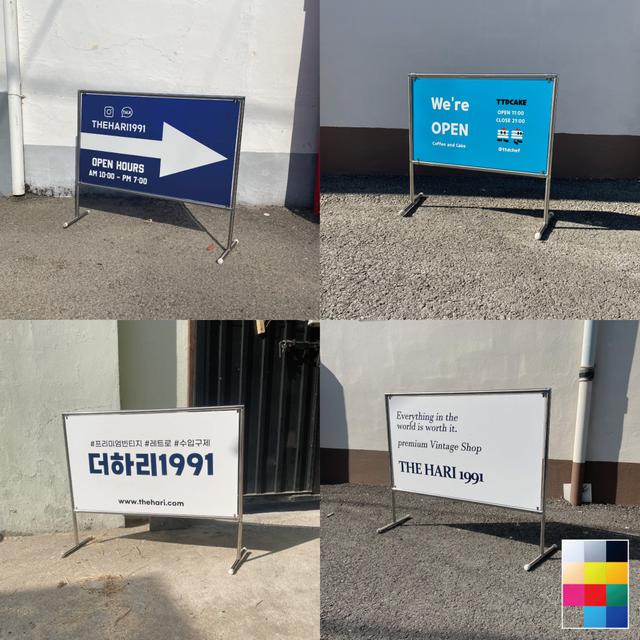 TALK
THEHARI1991
OPEN HOURS
AM 10:00 - PM 7:00
We're
OPEN
Coffee and Cake
TTDCAKE
OPEN 11:00
CLOSE 21:00
@ttdchef
#프리미엄빈티지 #레트로 #수입구제
더하리1991
www.thehari.com
Everything in the
world is worth it.
premium Vintage Shop
THE HARI 1991